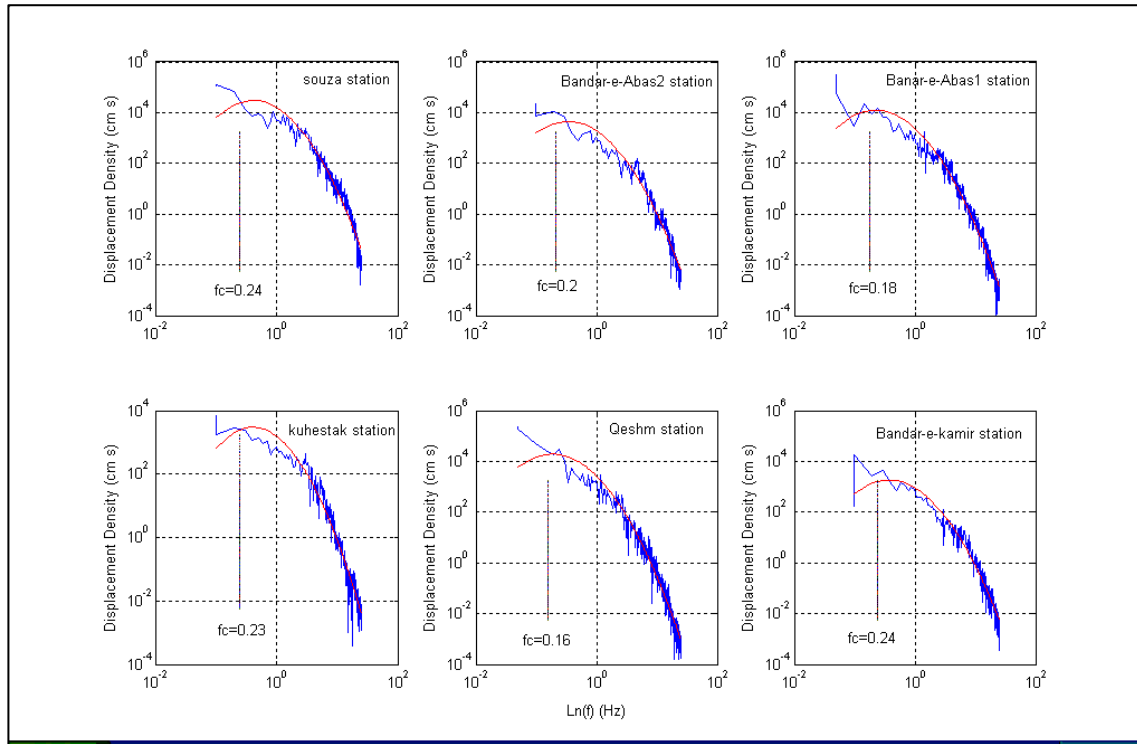 souza station
Displacement Density (cm s)
10^6
10^4
10^2
10^0
10^-2
10^-4
fc=0.24
10^-2
10^0
10^2
Bandar-e-Abas2 station
Displacement Density (cm s)
10^6
10^4
10^2
10^0
10^-2
10^-4
fc=0.2
10^-2
10^0
10^2
Banar-e-Abas1 station
Displacement Density (cm s)
10^6
10^4
10^2
10^0
10^-2
10^-4
fc=0.18
10^-2
10^0
10^2
kuhestak station
Displacement Density (cm s)
10^4
10^2
10^0
10^-2
10^-4
fc=0.23
10^-2
10^0
10^2
Qeshm station
Displacement Density (cm s)
10^6
10^4
10^2
10^0
10^-2
10^-4
fc=0.16
10^-2
10^0
10^2
Ln(f) (Hz)
Bandar-e-kamir station
Displacement Density (cm s)
10^6
10^4
10^2
10^0
10^-2
10^-4
fc=0.24
10^-2
10^0
10^2